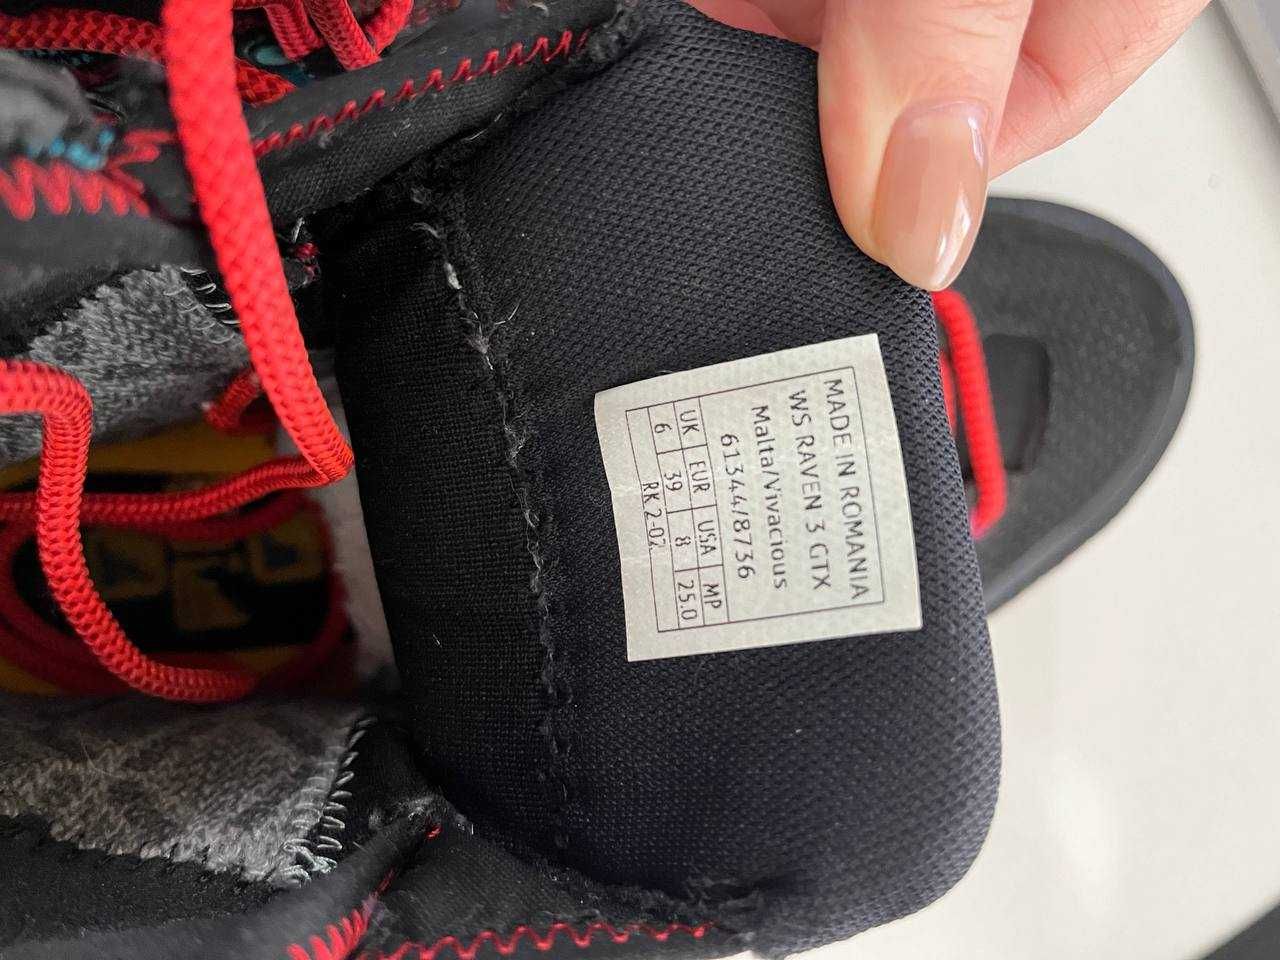 MADE IN ROMANIA
WS RAVEN 3 GTX
Malta/Vivacious
61344/8736
UK EUR USA MP
6 39 8 25.0
RK 2-02